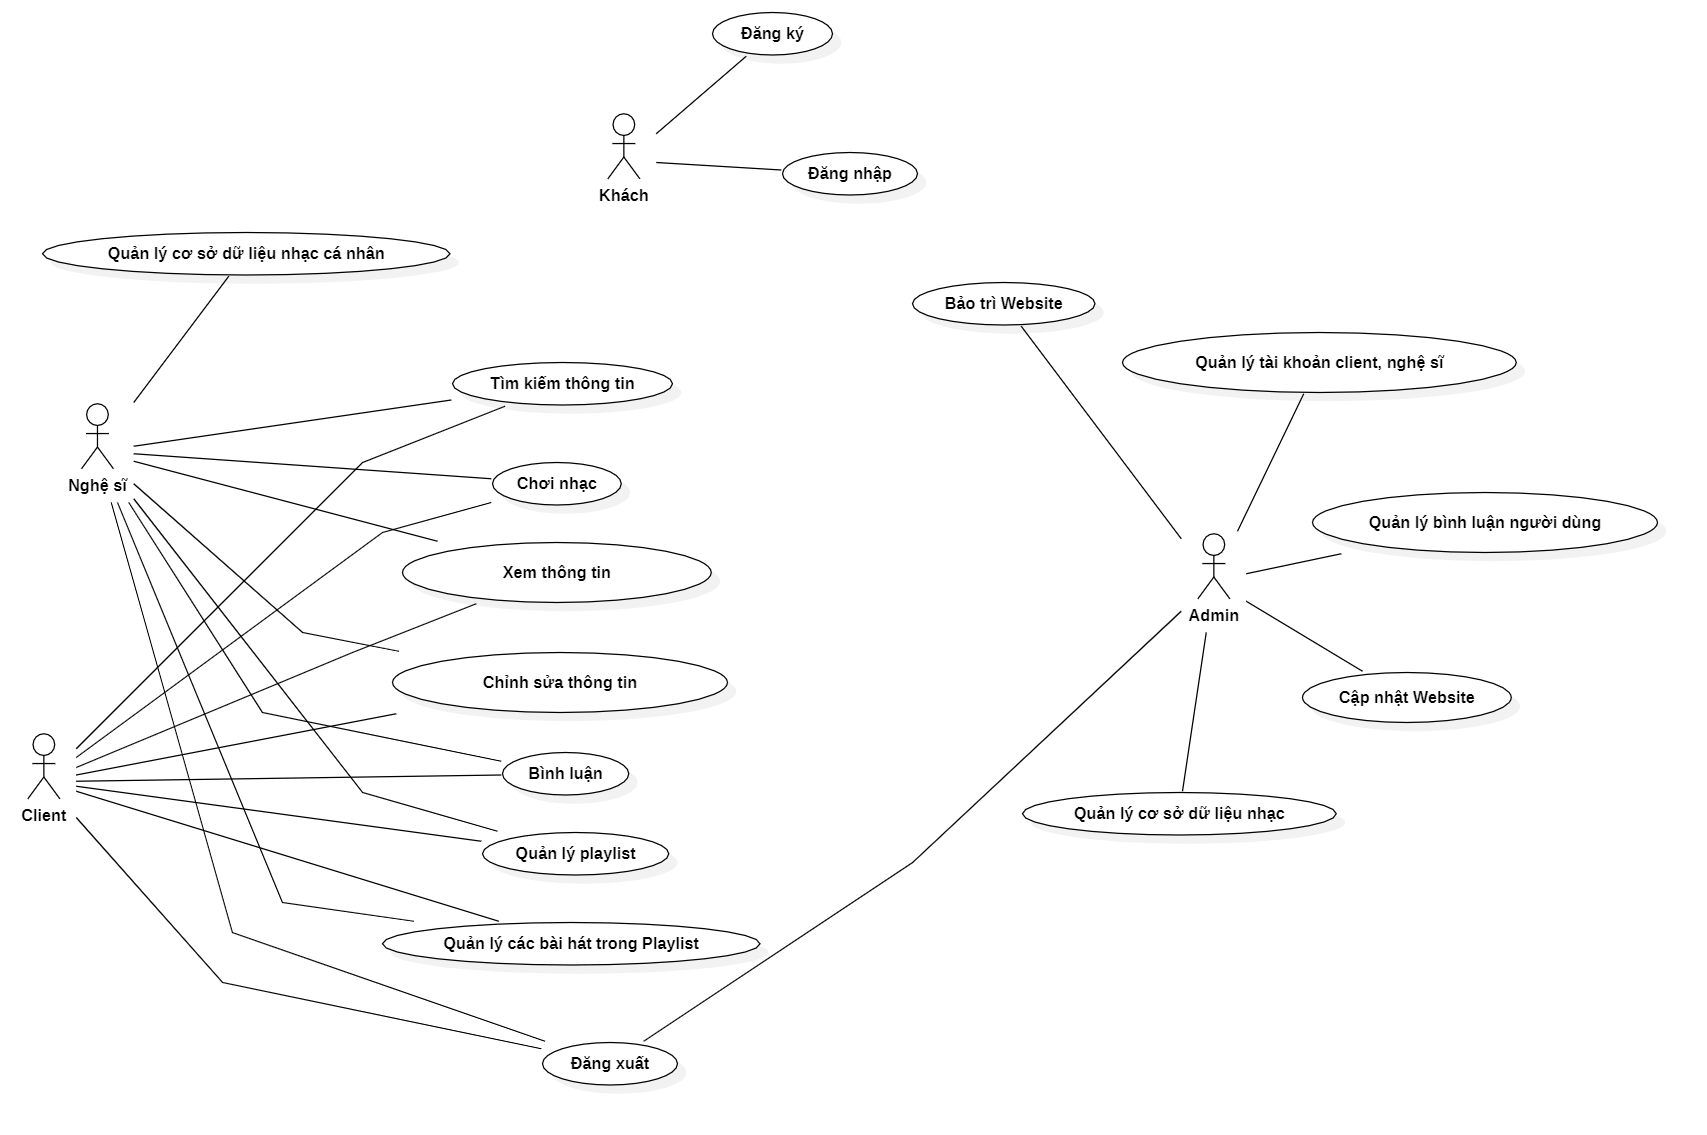 Đăng ký
Đăng nhập
Khách
Quản lý cơ sở dữ liệu nhạc cá nhân
Bảo trì Website
Quản lý tài khoản client, nghệ sĩ
Tìm kiếm thông tin
Nghệ sĩ
Chơi nhạc
Quản lý bình luận người dùng
Xem thông tin
Admin
Chỉnh sửa thông tin
Cập nhật Website
Bình luận
Client
Quản lý cơ sở dữ liệu nhạc
Quản lý playlist
Quản lý các bài hát trong Playlist
Đăng xuất